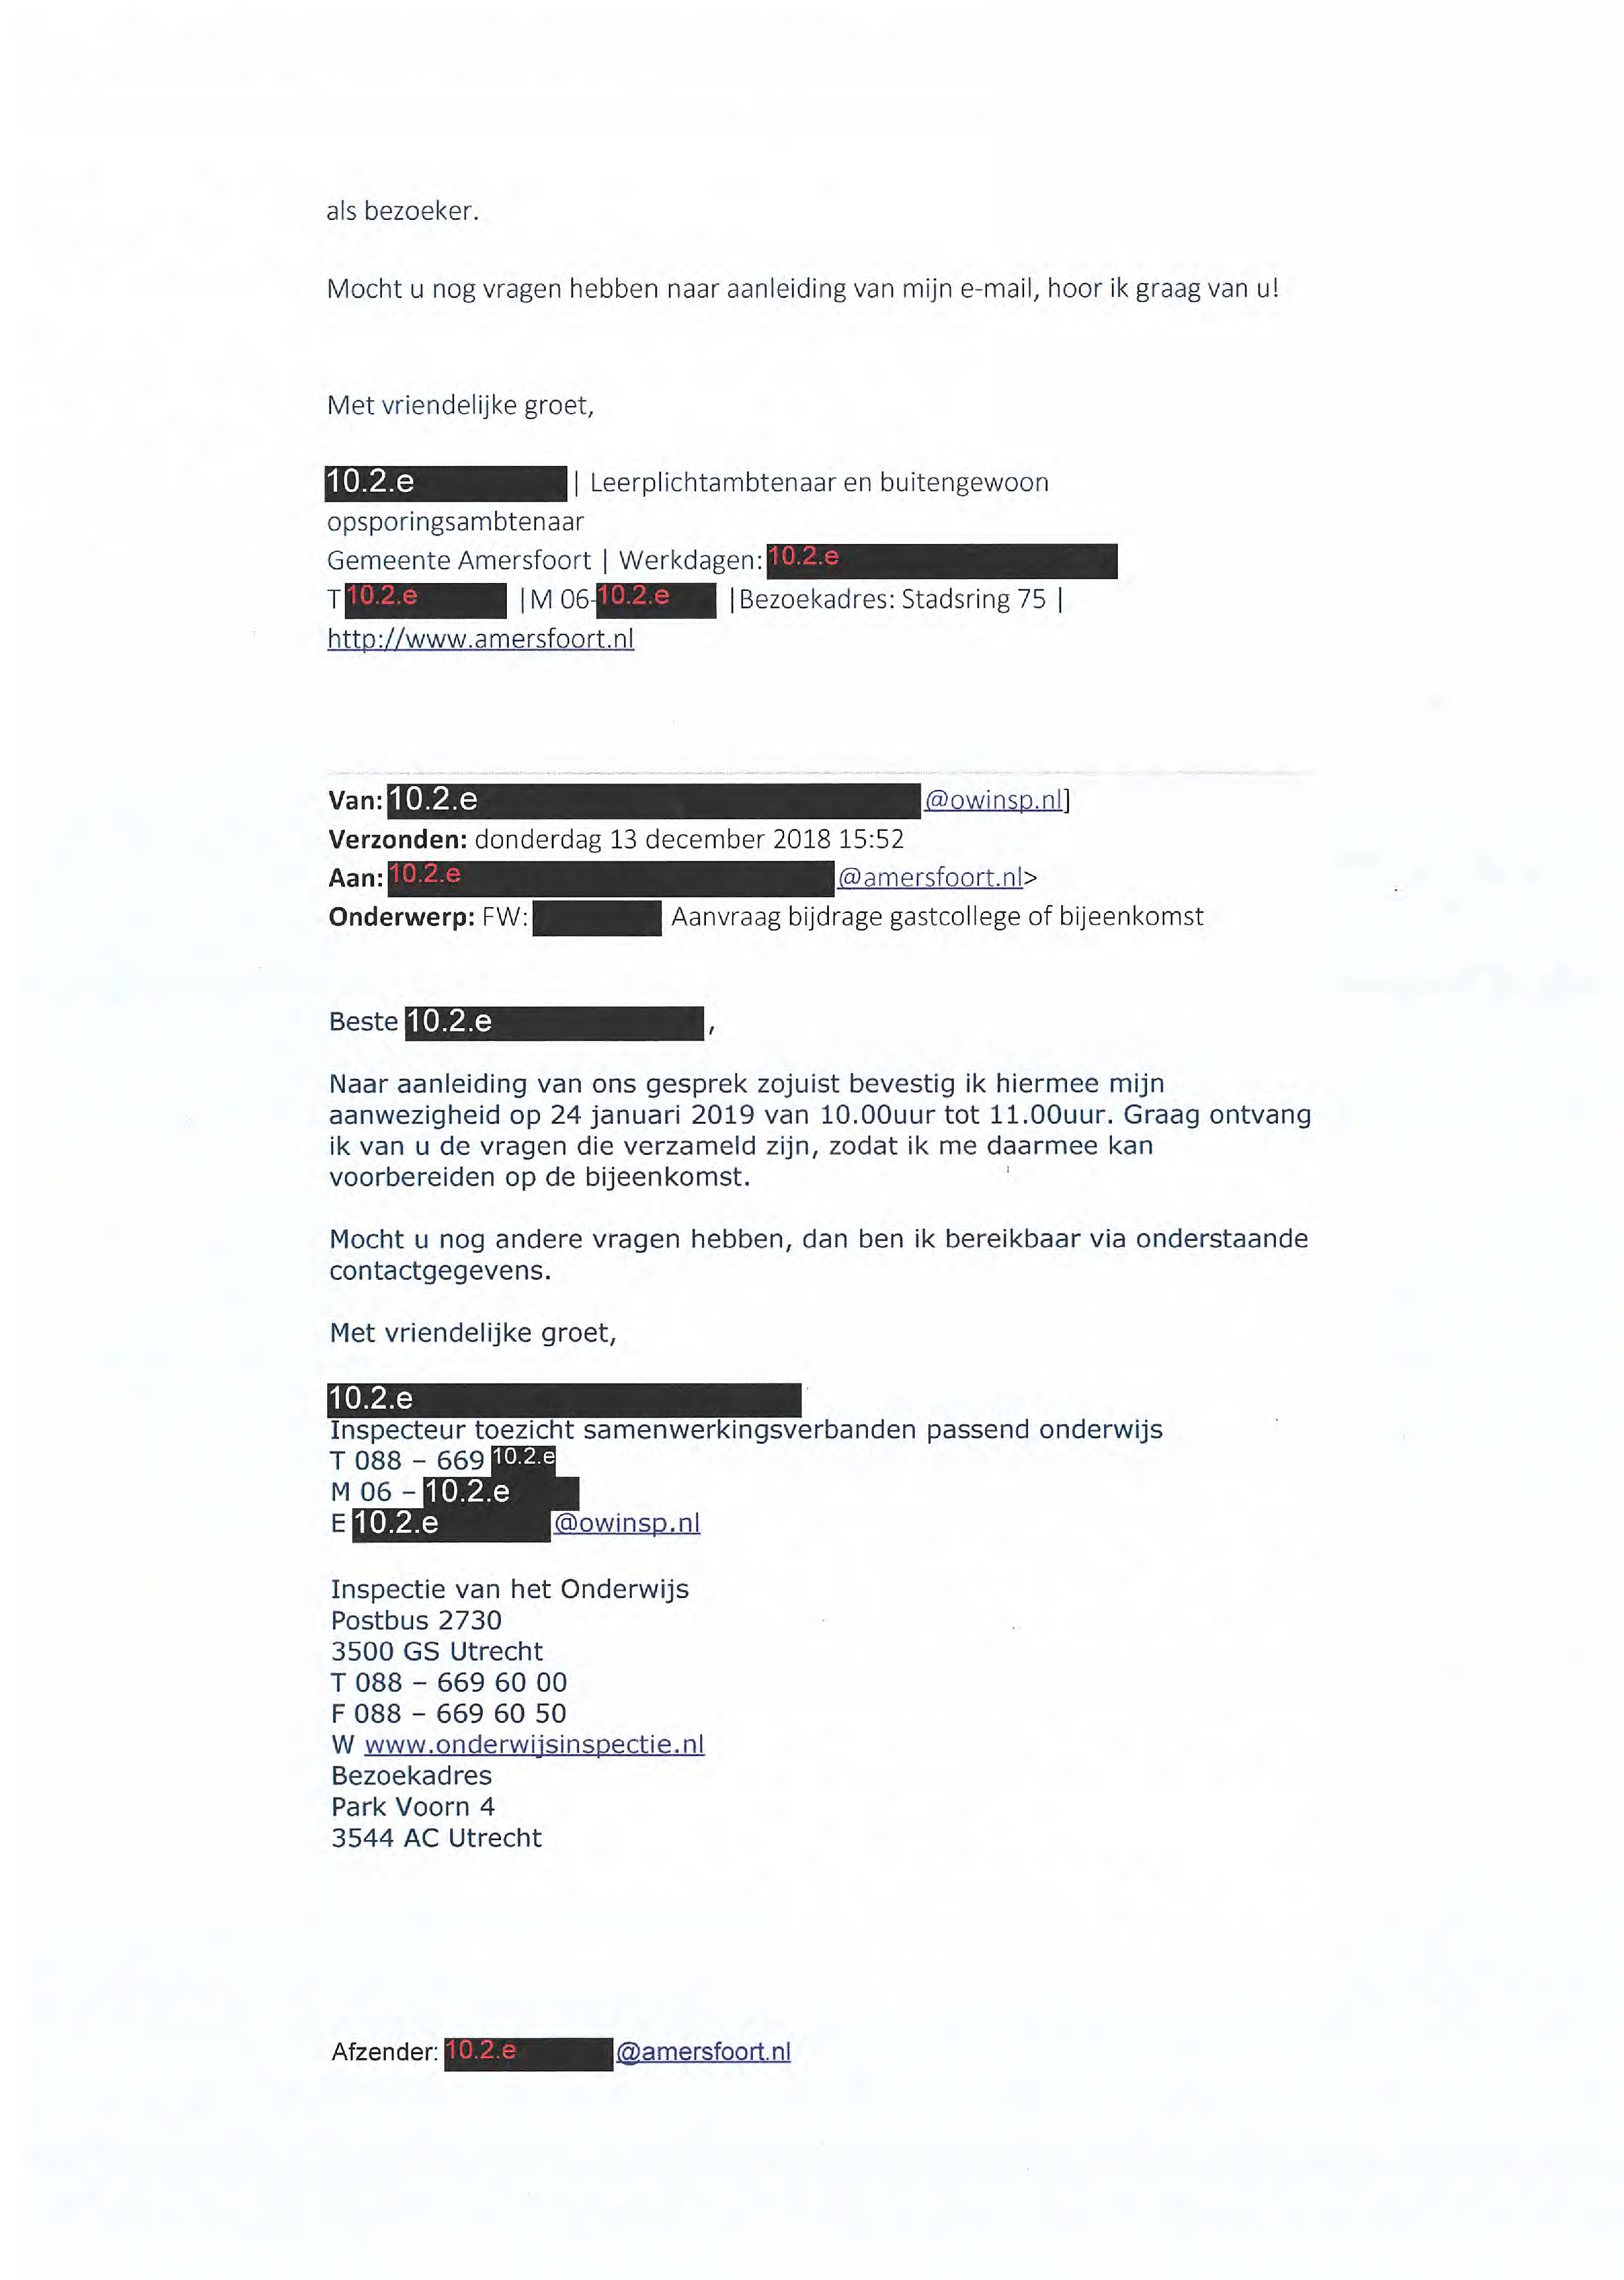 als bezoeker.
Mocht u nog vragen hebben naar aanleiding van mijn e-mail, hoor ik graag van u!
Met vriendelijke groet,
10.2.e | Leerplichtambtenaar en buitengewoon
opsporingsambtenaar
Gemeente Amersfoort | Werkdagen: 10.2.e
T 10.2.e | M 06-10.2.e | Bezoekadres: Stadsring 75 |
http://www.amersfoort.nl
Van: 10.2.e @owinsp.nl]
Verzonden: donderdag 13 december 2018 15:52
Aan: 10.2.e @amersfoort.nl>
Onderwerp: FW: Aanvraag bijdrage gastcollege of bijeenkomst
Beste 10.2.e ,
Naar aanleiding van ons gesprek zojuist bevestig ik hiermee mijn
aanwezigheid op 24 januari 2019 van 10.00uur tot 11.00uur. Graag ontvang
ik van u de vragen die verzameld zijn, zodat ik me daarmee kan
voorbereiden op de bijeenkomst.
Mocht u nog andere vragen hebben, dan ben ik bereikbaar via onderstaande
contactgegevens.
Met vriendelijke groet,
10.2.e
Inspecteur toezicht samenwerkingsverbanden passend onderwijs
T 088 – 669 10.2.e
M 06 – 10.2.e
E 10.2.e @owinsp.nl
Inspectie van het Onderwijs
Postbus 2730
3500 GS Utrecht
T 088 – 669 60 00
F 088 – 669 60 50
W www.onderwijsinspectie.nl
Bezoekadres
Park Voorn 4
3544 AC Utrecht
Afzender: 10.2.e @amersfoort.nl